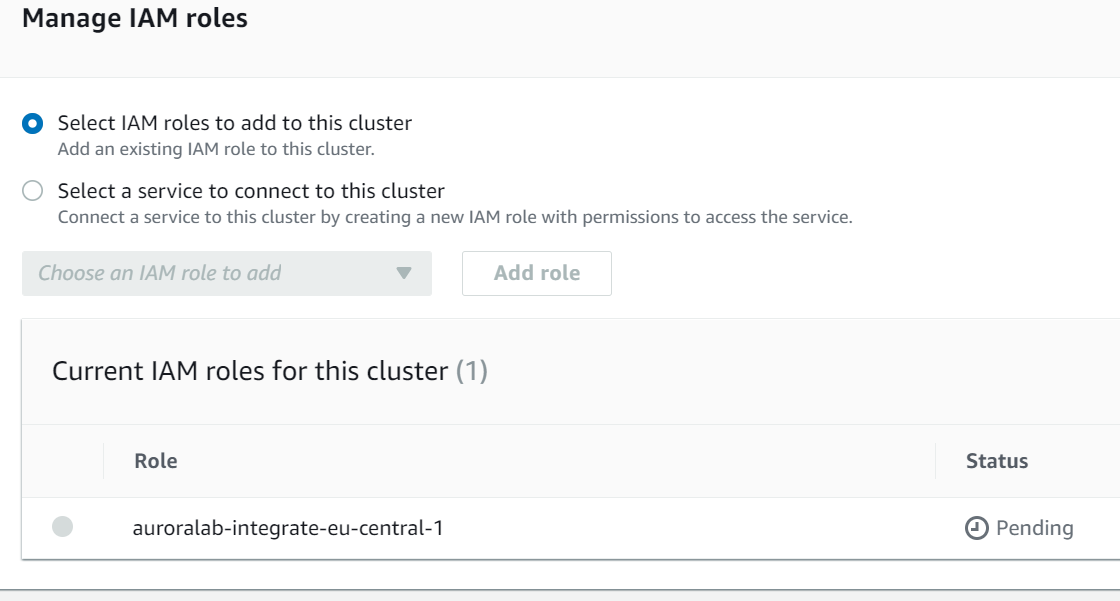 Manage IAM roles
Select IAM roles to add to this cluster
Add an existing IAM role to this cluster.
Select a service to connect to this cluster
Connect a service to this cluster by creating a new IAM role with permissions to access the service.
Choose an IAM role to add
Add role
Current IAM roles for this cluster (1)
Role
Status
auroralab-integrate-eu-central-1
Pending